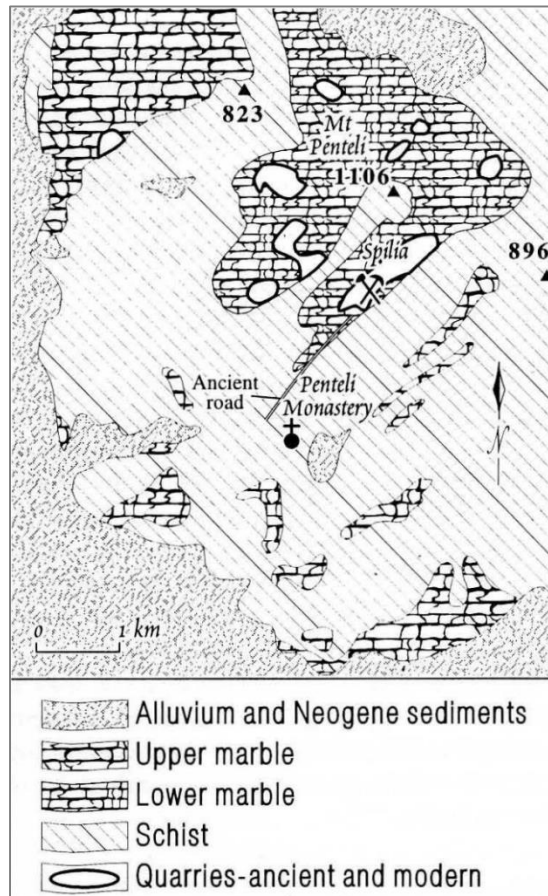 823
Mt
Penteli
1106
Spilia
896
Ancient
road
Penteli
Monastery
N
0 1 km
Alluvium and Neogene sediments
Upper marble
Lower marble
Schist
Quarries-ancient and modern